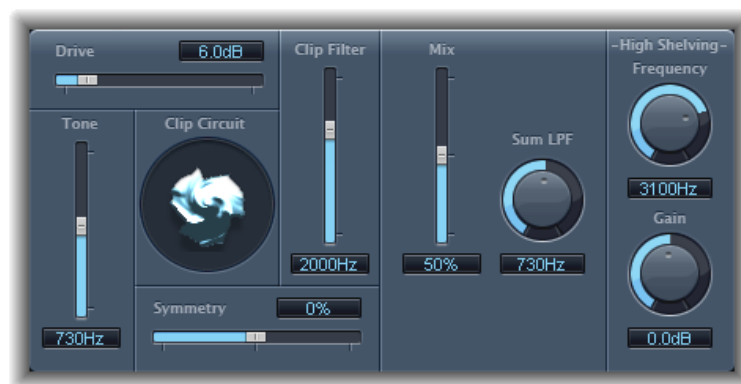 Drive
6.0dB
Clip Filter
Mix
-High Shelving-
Frequency
Tone
Clip Circuit
Sum LPF
3100Hz
Gain
2000Hz
50%
730Hz
Symmetry
0%
730Hz
0.0dB